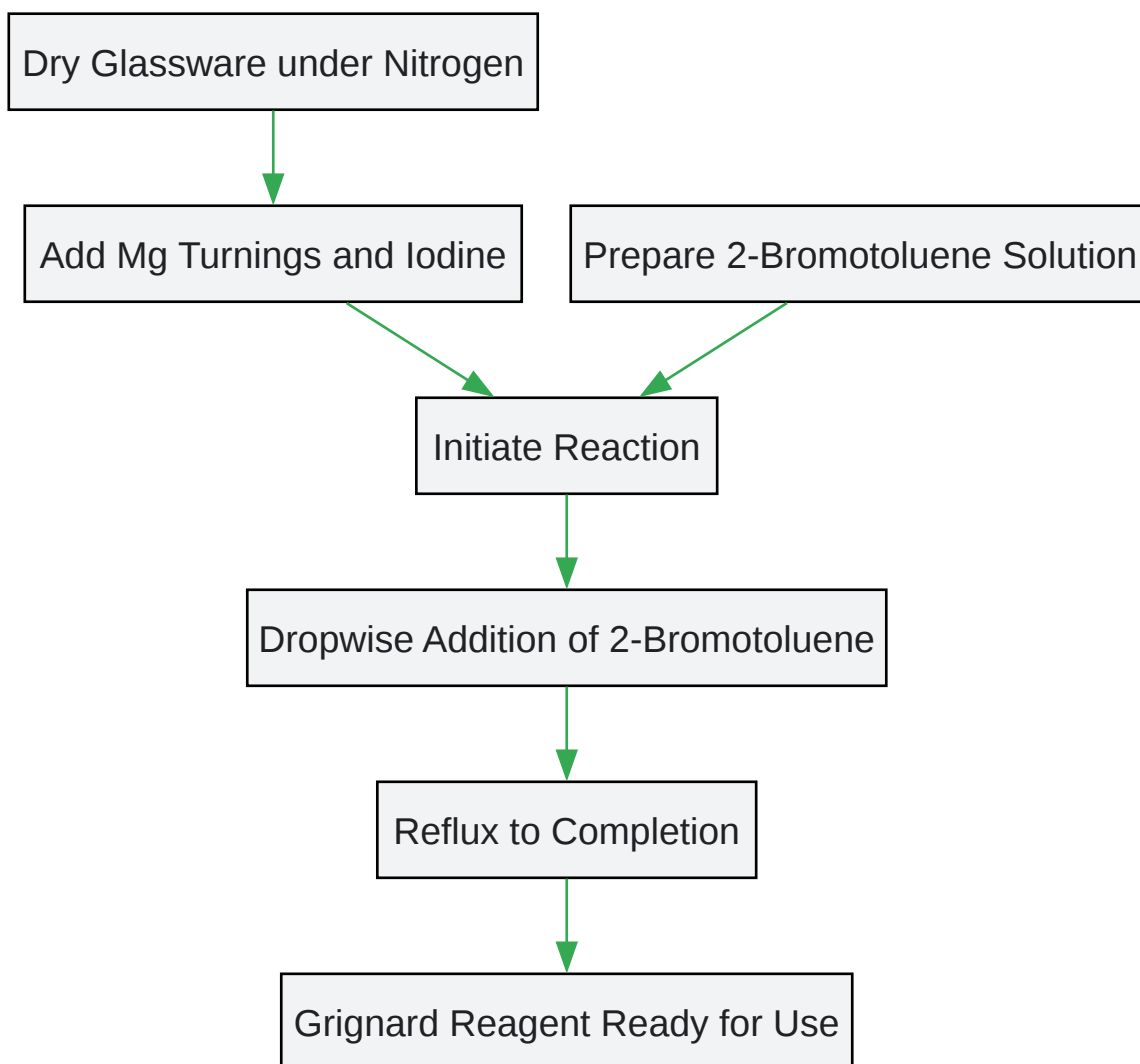 Dry Glassware under Nitrogen
Add Mg Turnings and Iodine
Prepare 2-Bromotoluene Solution
Initiate Reaction
Dropwise Addition of 2-Bromotoluene
Reflux to Completion
Grignard Reagent Ready for Use